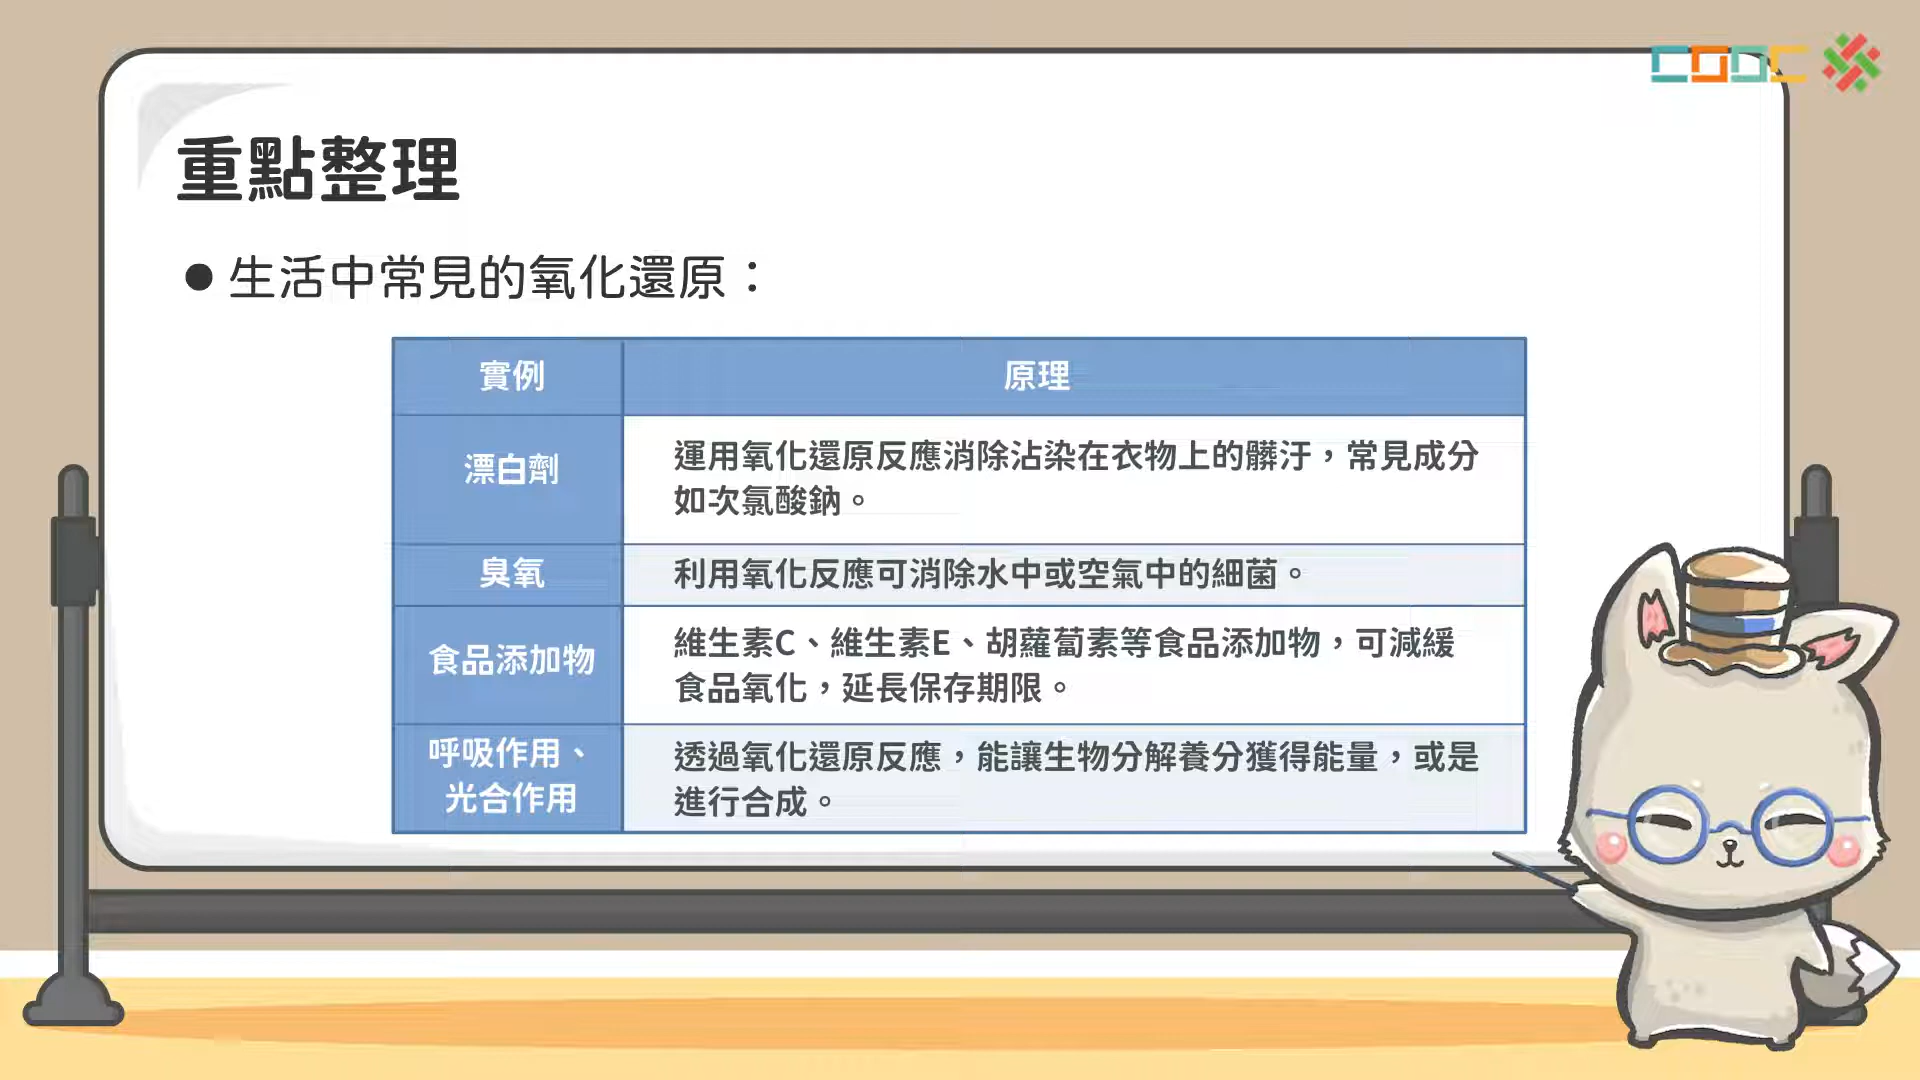 重點整理
● 生活中常見的氧化還原：
實例
原理
漂白劑
運用氧化還原反應消除沾染在衣物上的髒汙，常見成分
如次氯酸鈉。
臭氧
利用氧化反應可消除水中或空氣中的細菌。
食品添加物
維生素C、維生素E、胡蘿蔔素等食品添加物，可減緩
食品氧化，延長保存期限。
呼吸作用、
光合作用
透過氧化還原反應，能讓生物分解養分獲得能量，或是
進行合成。